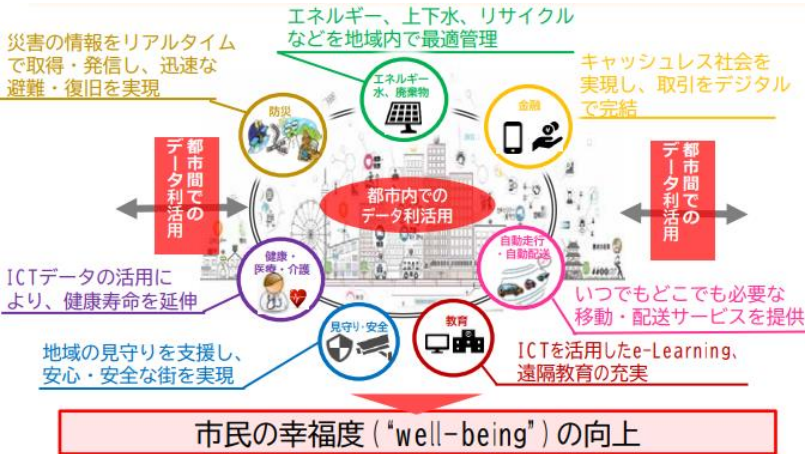 エネルギー、上下水、リサイクル
などを地域内で最適管理
災害の情報をリアルタイム
で取得・発信し、迅速な
避難・復旧を実現
キャッシュレス社会を
実現し、取引をデジタル
で完結
エネルギー
水、廃棄物
防災
金融
都市間での
データ利活用
都市内での
データ利活用
都市間での
データ利活用
健康・
医療・介護
自動走行
・自動配送
ICTデータの活用に
より、健康寿命を延伸
いつでもどこでも必要な
移動・配送サービスを提供
見守り・安全
教育
地域の見守りを支援し、
安心・安全な街を実現
ICTを活用したe-Learning、
遠隔教育の充実
市民の幸福度(“well-being”)の向上